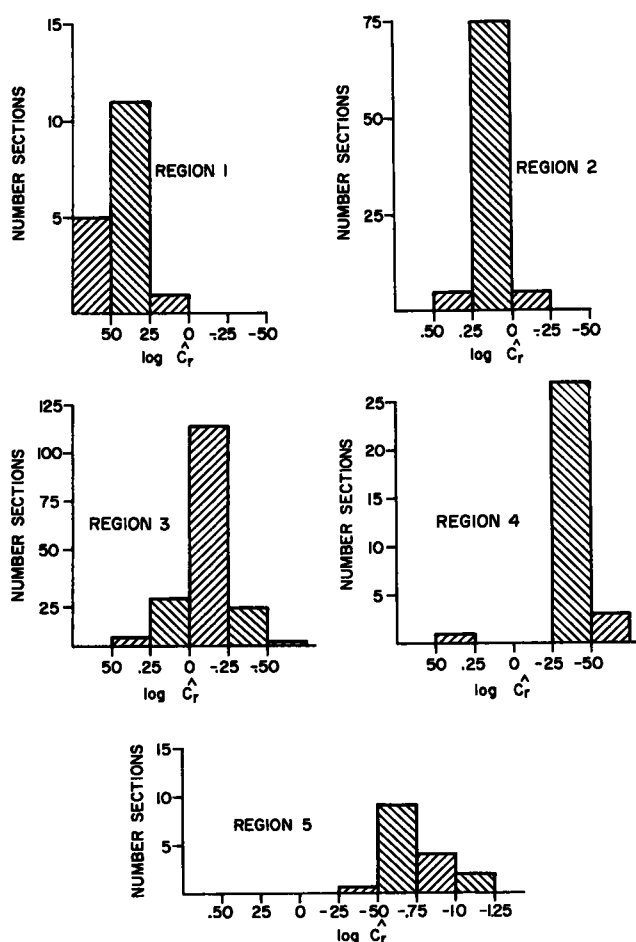 15
10
5
NUMBER SECTIONS
REGION 1
50 25 0 -.25 -50
log Ĉr
75
50
25
NUMBER SECTIONS
REGION 2
.50 .25 0 -.25 -.50
log Ĉr
125
100
75
50
25
NUMBER SECTIONS
REGION 3
50 .25 0 -.25 -.50
log Ĉr
25
20
15
10
5
NUMBER SECTIONS
REGION 4
50 .25 0 -25 -50
log Ĉr
15
10
5
NUMBER SECTIONS
REGION 5
.50 25 0 -.25 -50 -.75 -1.0 -1.25
log Ĉr